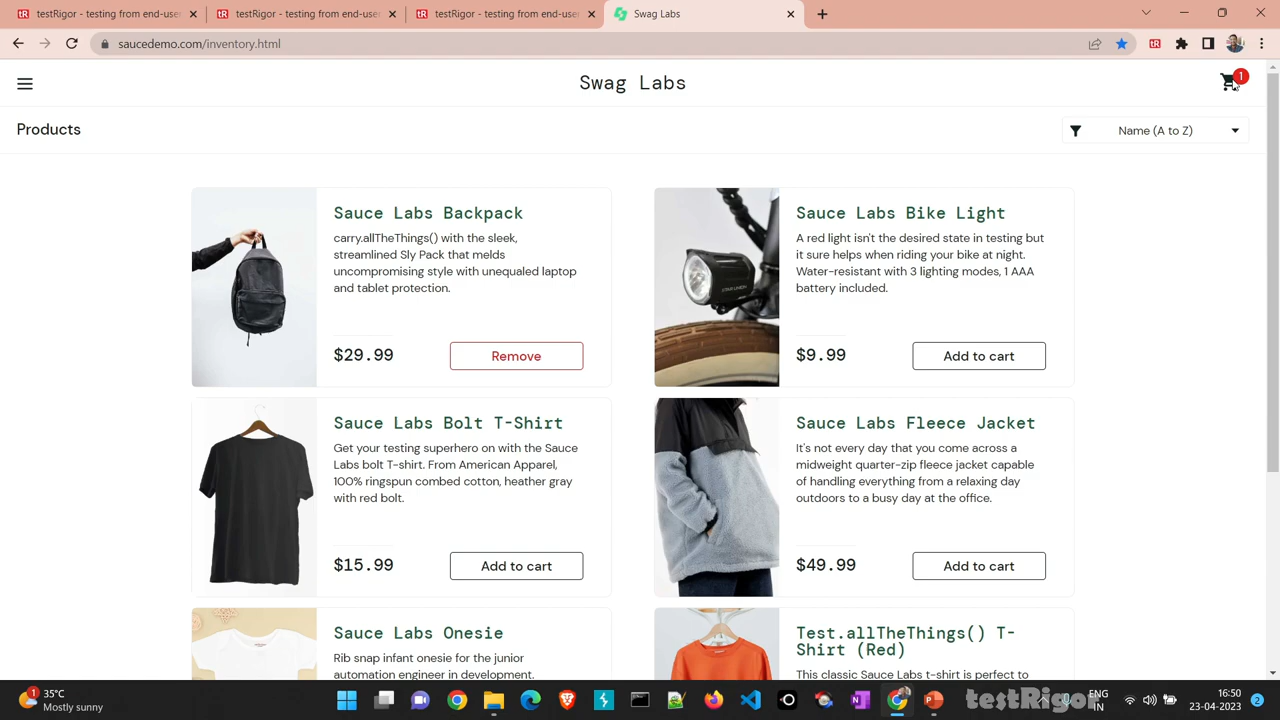 testRigor - testing from end-use
testRigor - testing from end-use
testRigor - testing from end-use
Swag Labs
saucedemo.com/inventory.html
Swag Labs
1
Products
Name (A to Z)
Sauce Labs Backpack
carry.allTheThings() with the sleek,
streamlined Sly Pack that melds
uncompromising style with unequaled laptop
and tablet protection.
$29.99
Remove
Sauce Labs Bike Light
A red light isn't the desired state in testing but
it sure helps when riding your bike at night.
Water-resistant with 3 lighting modes, 1 AAA
battery included.
$9.99
Add to cart
Sauce Labs Bolt T-Shirt
Get your testing superhero on with the Sauce
Labs bolt T-shirt. From American Apparel,
100% ringspun combed cotton, heather gray
with red bolt.
$15.99
Add to cart
Sauce Labs Fleece Jacket
It's not every day that you come across a
midweight quarter-zip fleece jacket capable
of handling everything from a relaxing day
outdoors to a busy day at the office.
$49.99
Add to cart
Sauce Labs Onesie
Rib snap infant onesie for the junior
automation engineer in development.
Test.allTheThings() T-
Shirt (Red)
This classic Sauce Labs t-shirt is perfect to
1
35°C
Mostly sunny
testRigor
ENG
IN
16:50
23-04-2023
2